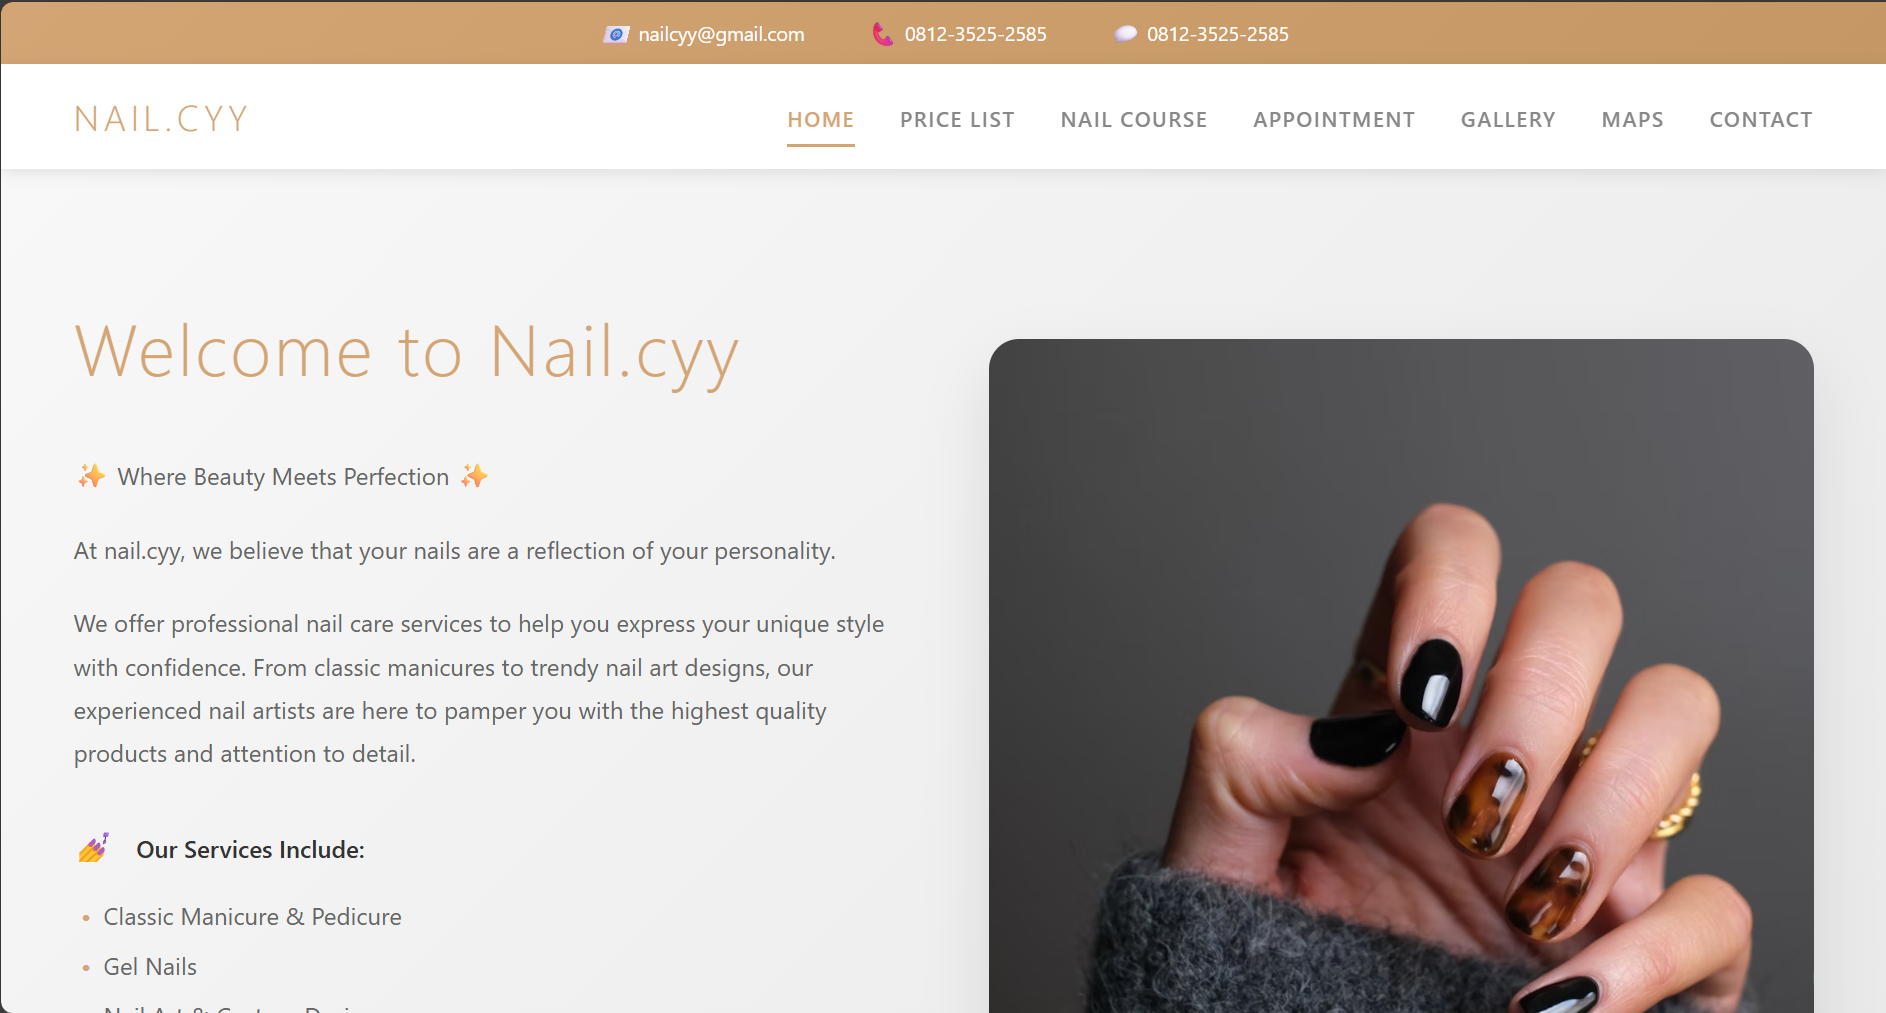 nailcyy@gmail.com 0812-3525-2585 0812-3525-2585
NAIL.CYY HOME PRICE LIST NAIL COURSE APPOINTMENT GALLERY MAPS CONTACT
Welcome to Nail.cyy
✨ Where Beauty Meets Perfection ✨
At nail.cyy, we believe that your nails are a reflection of your personality.
We offer professional nail care services to help you express your unique style
with confidence. From classic manicures to trendy nail art designs, our
experienced nail artists are here to pamper you with the highest quality
products and attention to detail.
💅 Our Services Include:
• Classic Manicure & Pedicure
• Gel Nails